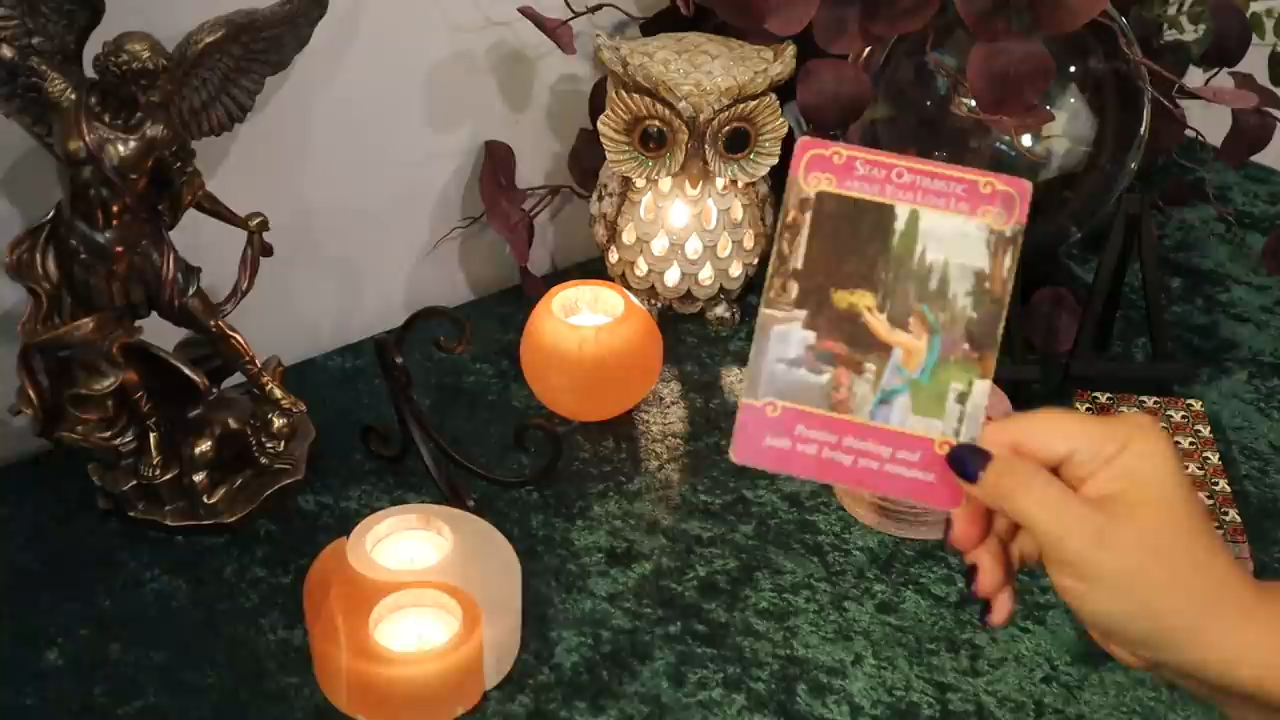 STAY OPTIMISTIC
ABOUT YOUR LOVE LIFE
Positive thinking and
faith will bring you romance.